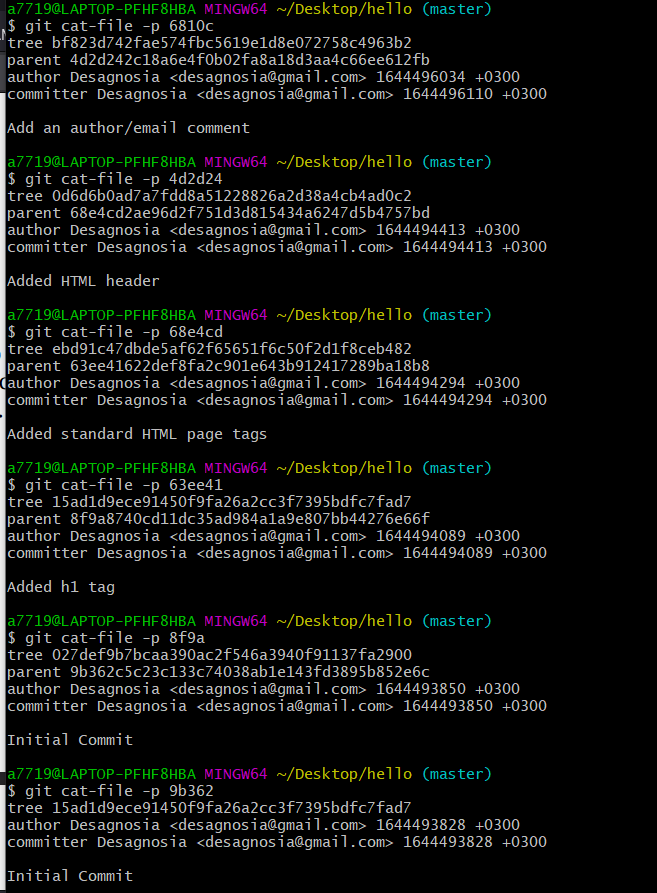 a7719@LAPTOP-PFHF8HBA MINGW64 ~/Desktop/hello (master)
$ git cat-file -p 6810c
tree bf823d742fae574fbc5619e1d8e072758c4963b2
parent 4d2d242c18a6e4f0b02fa8a18d3aa4c66ee612fb
author Desagnosia <desagnosia@gmail.com> 1644496034 +0300
committer Desagnosia <desagnosia@gmail.com> 1644496110 +0300
Add an author/email comment
a7719@LAPTOP-PFHF8HBA MINGW64 ~/Desktop/hello (master)
$ git cat-file -p 4d2d24
tree 0d6d6b0ad7a7fdd8a51228826a2d38a4cb4ad0c2
parent 68e4cd2ae96d2f751d3d815434a6247d5b4757bd
author Desagnosia <desagnosia@gmail.com> 1644494413 +0300
committer Desagnosia <desagnosia@gmail.com> 1644494413 +0300
Added HTML header
a7719@LAPTOP-PFHF8HBA MINGW64 ~/Desktop/hello (master)
$ git cat-file -p 68e4cd
tree ebd91c47dbde5af62f65651f6c50f2d1f8ceb482
parent 63ee41622def8fa2c901e643b912417289ba18b8
author Desagnosia <desagnosia@gmail.com> 1644494294 +0300
committer Desagnosia <desagnosia@gmail.com> 1644494294 +0300
Added standard HTML page tags
a7719@LAPTOP-PFHF8HBA MINGW64 ~/Desktop/hello (master)
$ git cat-file -p 63ee41
tree 15ad1d9ece91450f9fa26a2cc3f7395bdfc7fad7
parent 8f9a8740cd11dc35ad984a1a9e807bb44276e66f
author Desagnosia <desagnosia@gmail.com> 1644494089 +0300
committer Desagnosia <desagnosia@gmail.com> 1644494089 +0300
Added h1 tag
a7719@LAPTOP-PFHF8HBA MINGW64 ~/Desktop/hello (master)
$ git cat-file -p 8f9a
tree 027def9b7bcaa390ac2f546a3940f91137fa2900
parent 9b362c5c23c133c74038ab1e143fd3895b852e6c
author Desagnosia <desagnosia@gmail.com> 1644493850 +0300
committer Desagnosia <desagnosia@gmail.com> 1644493850 +0300
Initial Commit
a7719@LAPTOP-PFHF8HBA MINGW64 ~/Desktop/hello (master)
$ git cat-file -p 9b362
tree 15ad1d9ece91450f9fa26a2cc3f7395bdfc7fad7
author Desagnosia <desagnosia@gmail.com> 1644493828 +0300
committer Desagnosia <desagnosia@gmail.com> 1644493828 +0300
Initial Commit